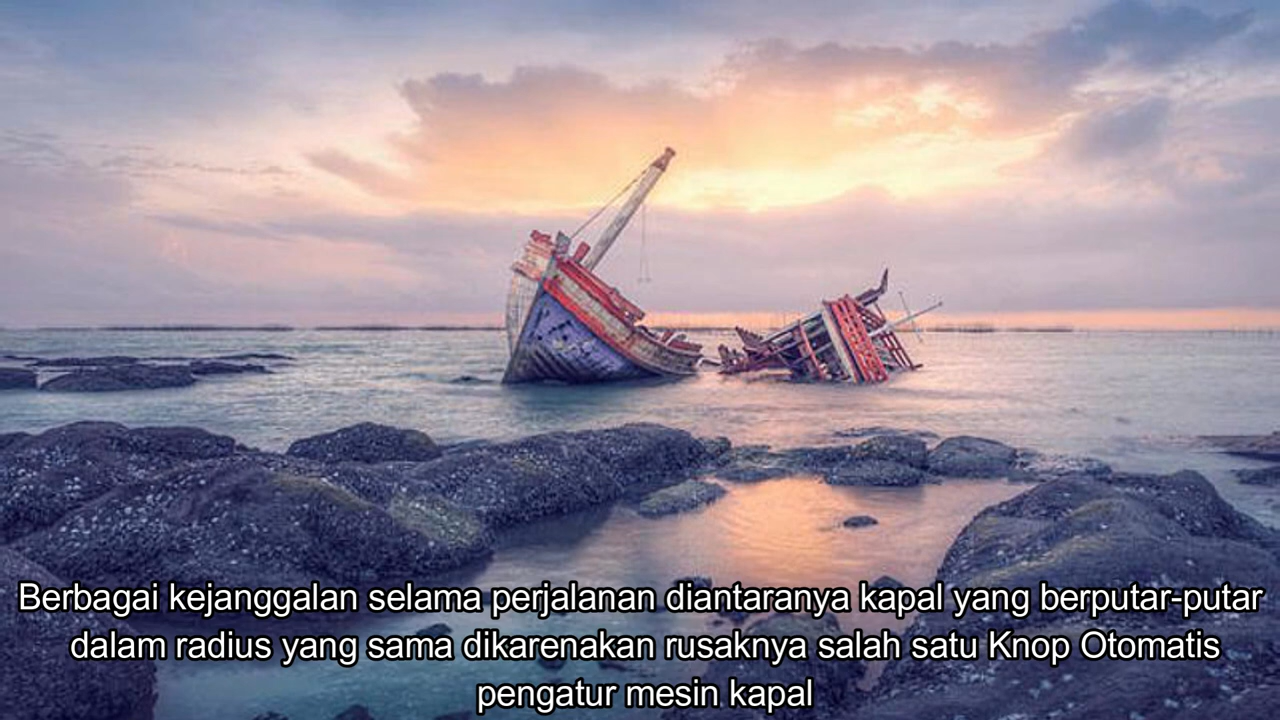 Berbagai kejanggalan selama perjalanan diantaranya kapal yang berputar-putar
dalam radius yang sama dikarenakan rusaknya salah satu Knop Otomatis
pengatur mesin kapal